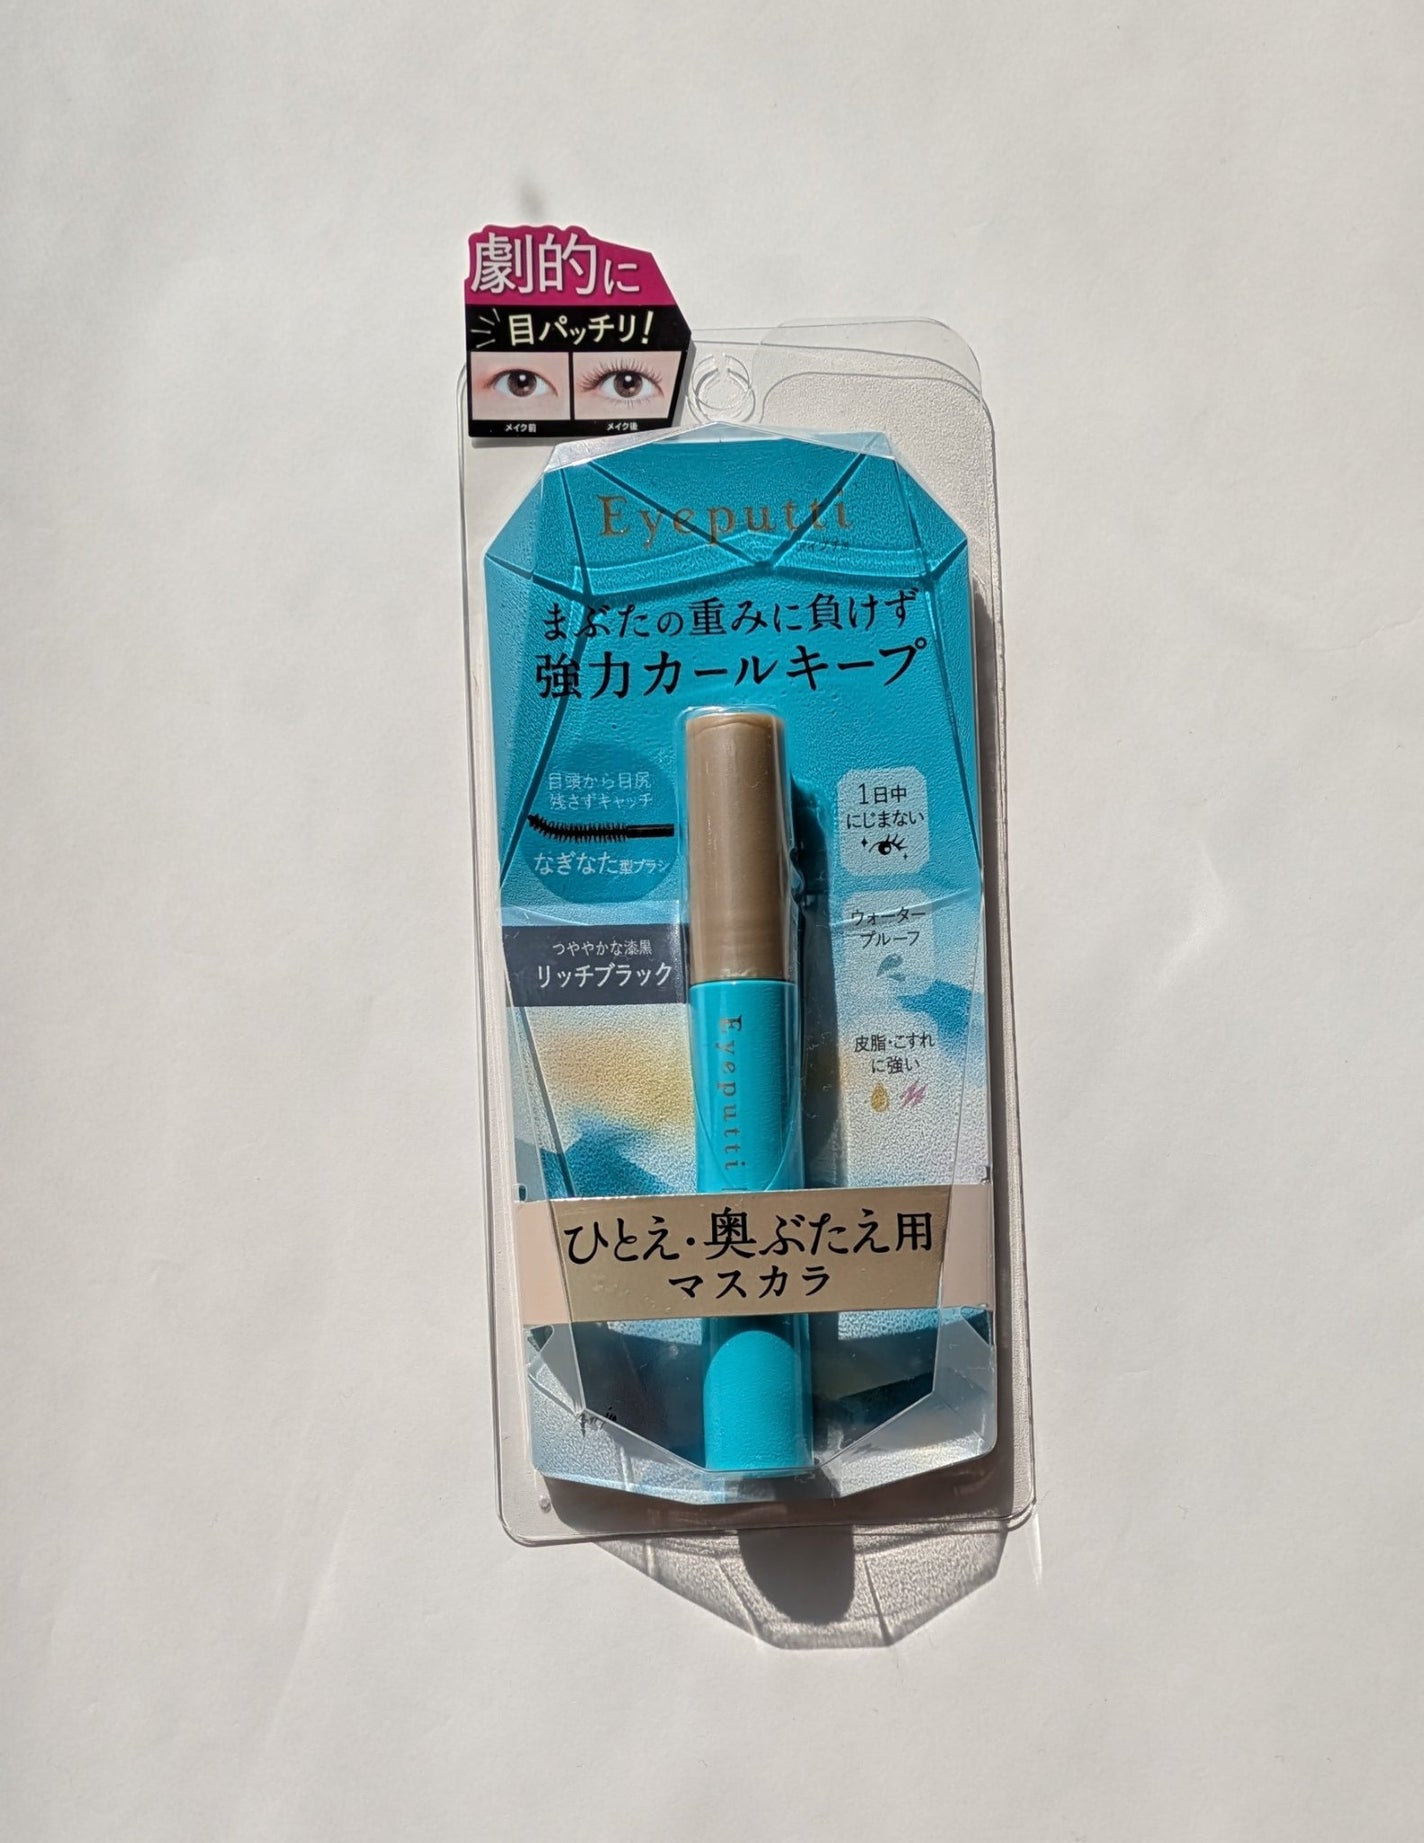 劇的に
目パッチリ!
メイク前
メイク後
Eyeputti
アイプチ®
まぶたの重みに負けず
強力カールキープ
目頭から目尻
残さずキャッチ
なぎなた型ブラシ
つややかな漆黒
リッチブラック
1日中
にじまない
ウォーター
プルーフ
皮脂・こすれ
に強い
Eyeputti
ひとえ・奥ぶたえ用
マスカラ